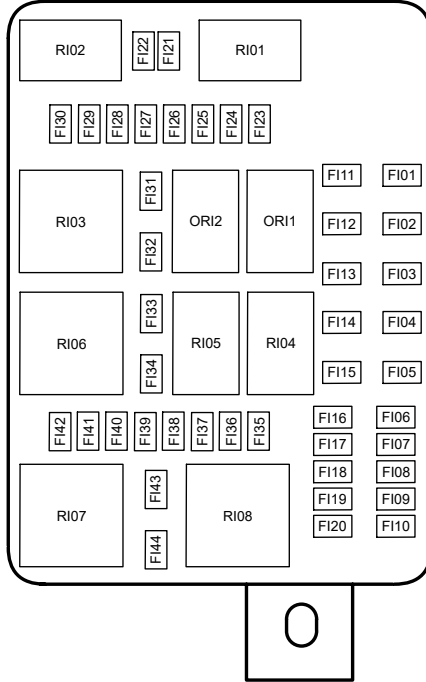 RI02 FI22 FI21 RI01
FI30 FI29 FI28 FI27 FI26 FI25 FI24 FI23
FI11 FI01
FI31
RI03 ORI2 ORI1 FI12 FI02
FI32
FI13 FI03
FI33
FI14 FI04
RI06 RI05 RI04
FI34 FI15 FI05
FI42 FI41 FI40 FI39 FI38 FI37 FI36 FI35
FI16 FI06
FI17 FI07
FI18 FI08
FI43
FI19 FI09
RI07 RI08
FI20 FI10
FI44